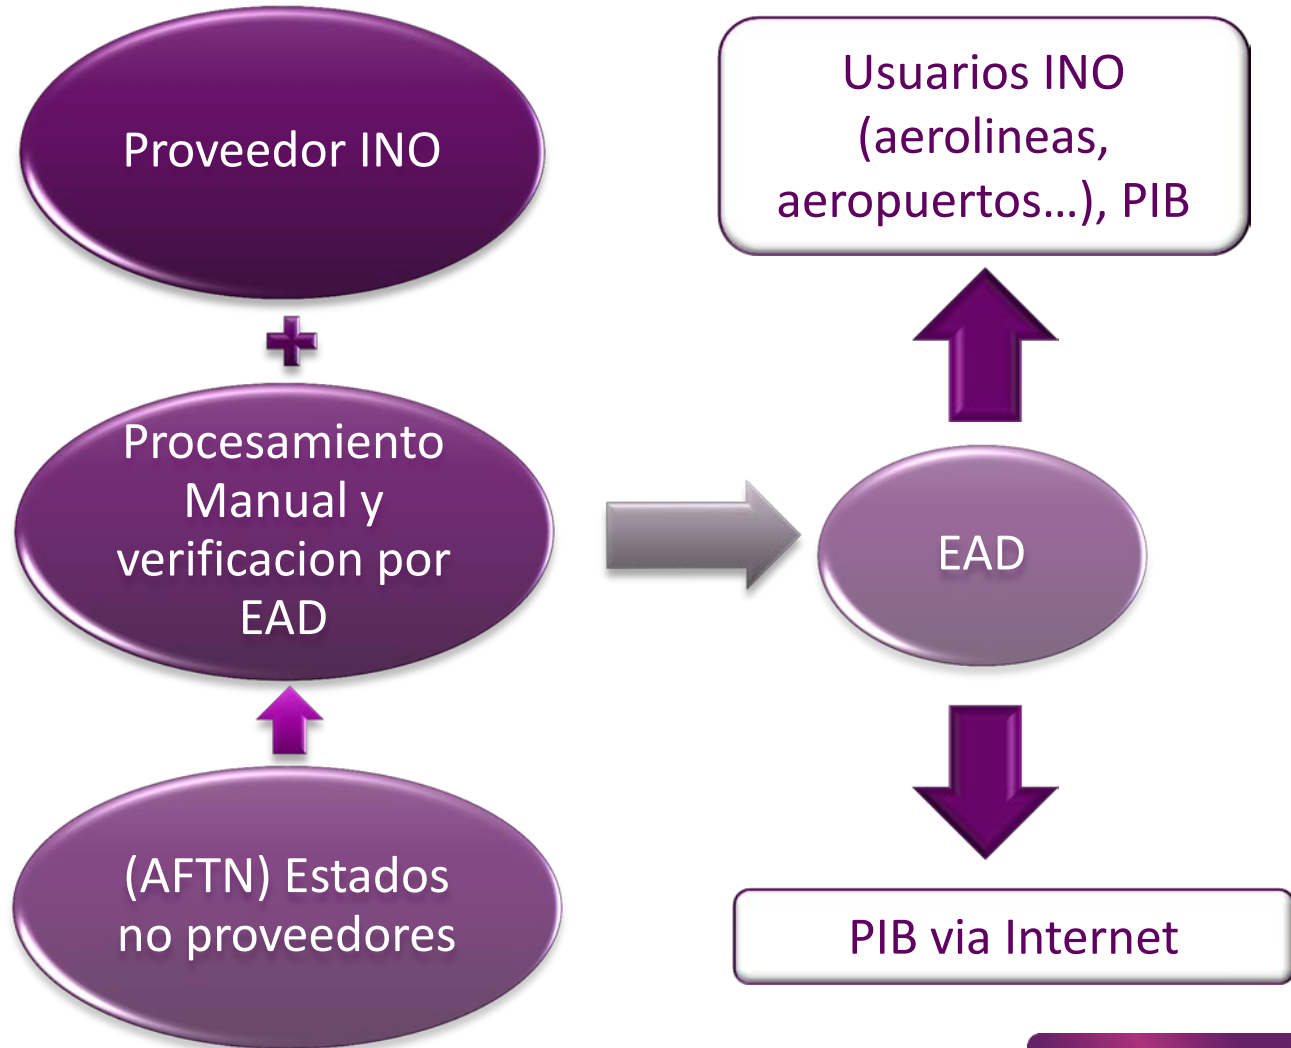 Proveedor INO
Procesamiento
Manual y
verificacion por
EAD
(AFTN) Estados
no proveedores
Usuarios INO
(aerolineas,
aeropuertos...), PIB
EAD
PIB via Internet